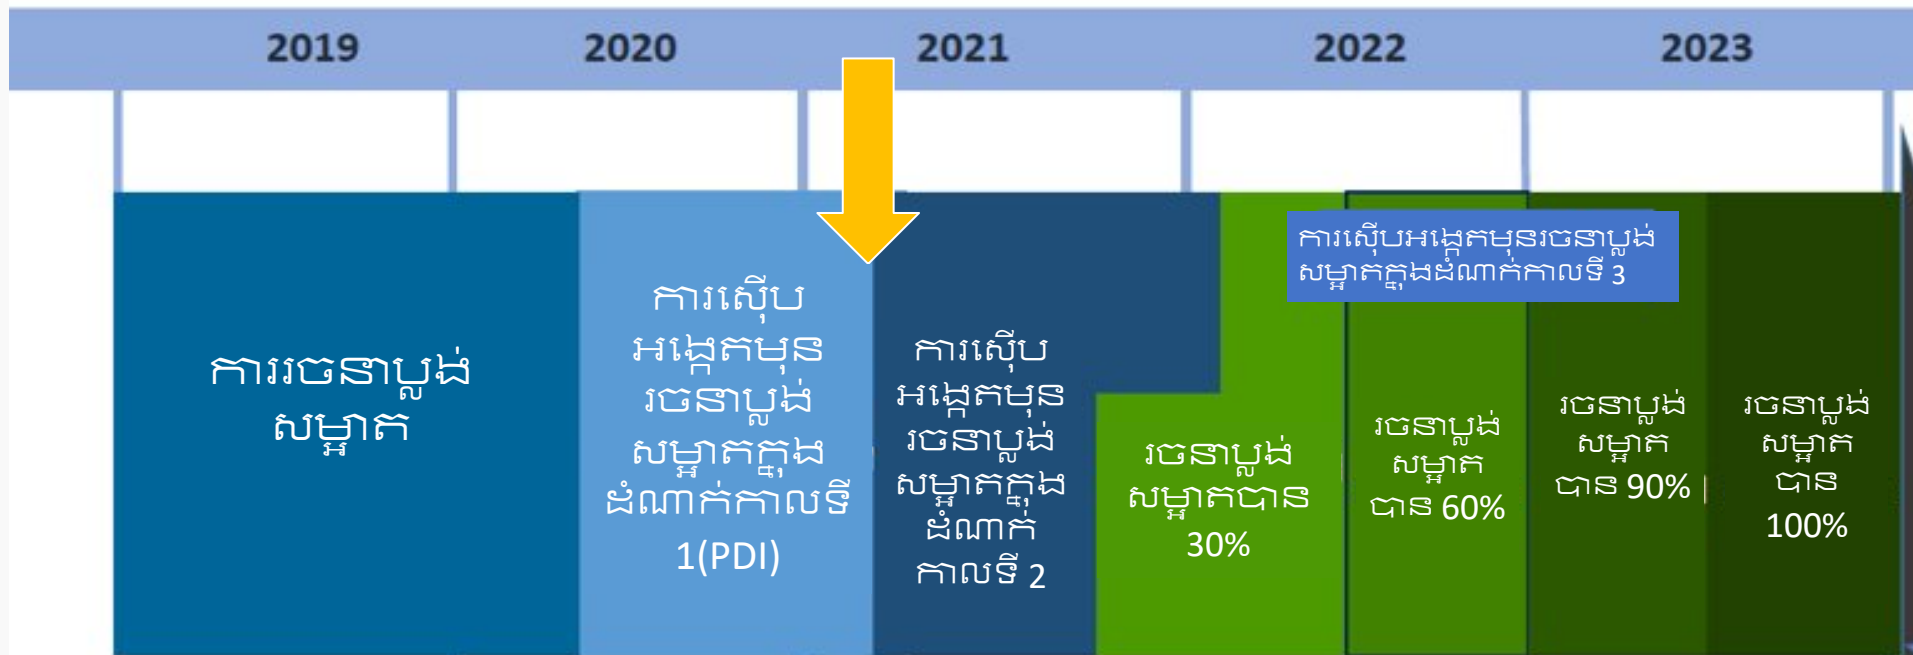 2019 2020 2021 2022 2023
ការរចនាប្លង់
សម្អាត
ការស៊ើប
អង្កេតមុន
រចនាប្លង់
សម្អាតក្នុង
ដំណាក់កាលទី
1(PDI)
ការស៊ើប
អង្កេតមុន
រចនាប្លង់
សម្អាតក្នុង
ដំណាក់
កាលទី 2
ការស៊ើបអង្កេតមុនរចនាប្លង់
សម្អាតក្នុងដំណាក់កាលទី 3
រចនាប្លង់
សម្អាតបាន
30%
រចនាប្លង់
សម្អាត
បាន 60%
រចនាប្លង់
សម្អាត
បាន 90%
រចនាប្លង់
សម្អាត
បាន
100%